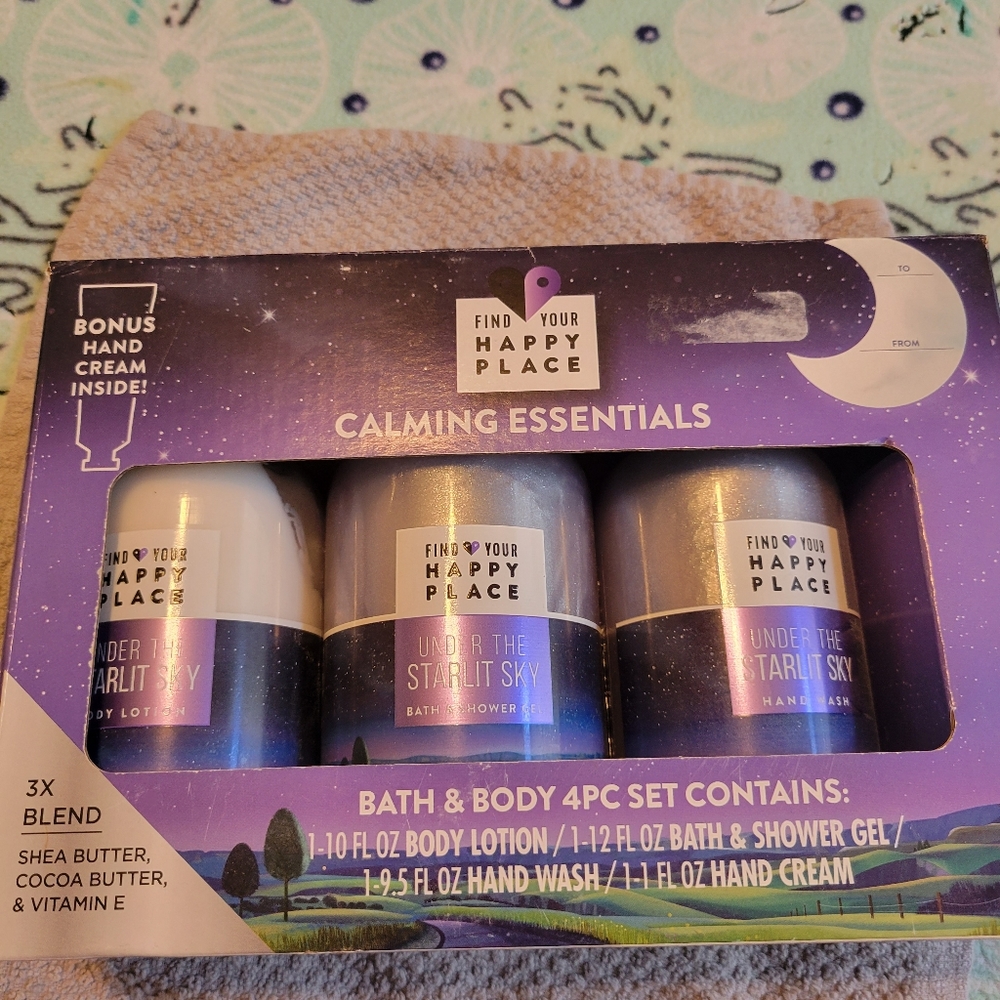 BONUS
HAND
CREAM
INSIDE!
FIND YOUR
HAPPY
PLACE
TO
FROM
CALMING ESSENTIALS
FIND YOUR
HAPPY
PLACE
UNDER THE
STARLIT SKY
BODY LOTION
FIND YOUR
HAPPY
PLACE
UNDER THE
STARLIT SKY
BATH & SHOWER GEL
FIND YOUR
HAPPY
PLACE
UNDER THE
STARLIT SKY
HAND WASH
3X
BLEND
SHEA BUTTER,
COCOA BUTTER,
& VITAMIN E
BATH & BODY 4PC SET CONTAINS:
1-10 FL OZ BODY LOTION / 1-12 FL OZ BATH & SHOWER GEL /
1-9.5 FL OZ HAND WASH / 1-1 FL OZ HAND CREAM